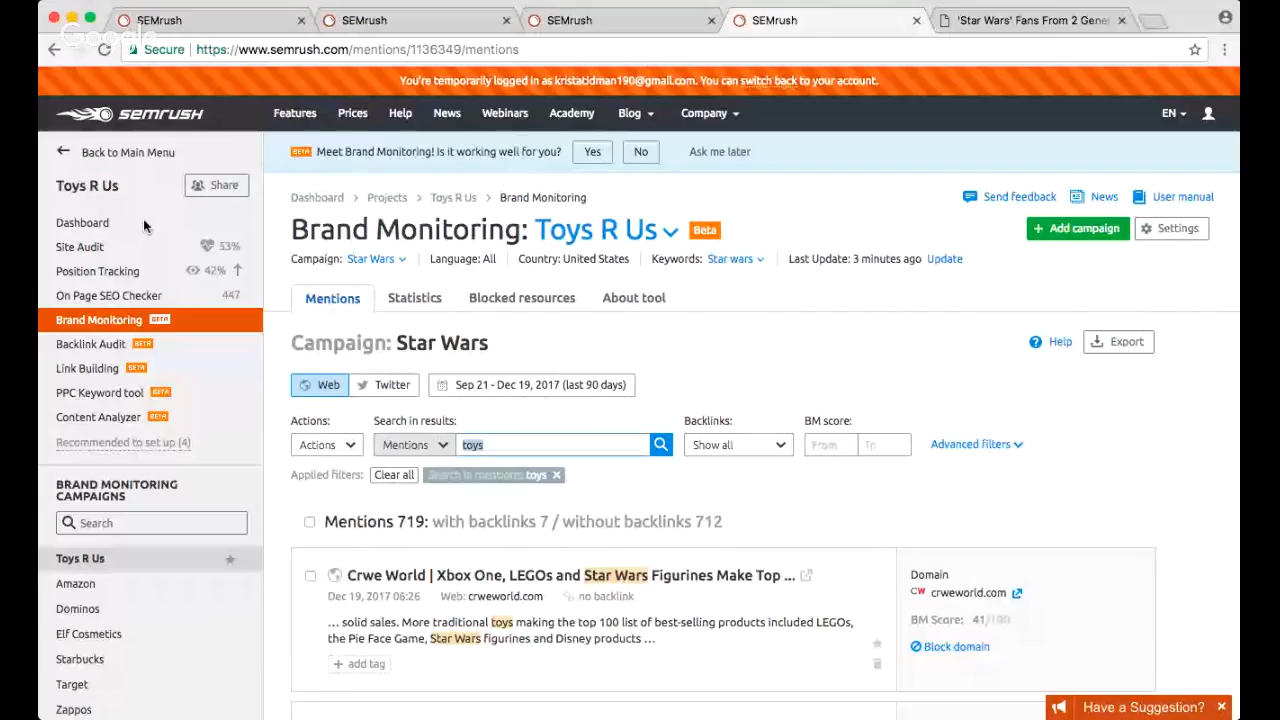 SEMrush
SEMrush
SEMrush
SEMrush
'Star Wars' Fans From 2 Gene
Google
Secure
https://www.semrush.com/mentions/1136349/mentions
You're temporarily logged in as kristatidman190@gmail.com. You can switch back to your account.
SEMRUSH
Features
Prices
Help
News
Webinars
Academy
Blog
Company
EN
Back to Main Menu
Toys R Us
Share
Dashboard
Site Audit 53%
Position Tracking 42%
On Page SEO Checker 447
Brand Monitoring BETA
Backlink Audit BETA
Link Building BETA
PPC Keyword tool BETA
Content Analyzer BETA
Recommended to set up (4)
BRAND MONITORING
CAMPAIGNS
Search
Toys R Us
Amazon
Dominos
Elf Cosmetics
Starbucks
Target
Zappos
BETA Meet Brand Monitoring! Is it working well for you? Yes No Ask me later
Dashboard > Projects > Toys R Us > Brand Monitoring
Send feedback
News
User manual
Brand Monitoring: Toys R Us Beta
+ Add campaign
Settings
Campaign: Star Wars Language: All Country: United States Keywords: Star wars Last Update: 3 minutes ago Update
Mentions
Statistics
Blocked resources
About tool
Campaign: Star Wars
Help
Export
Web
Twitter
Sep 21 - Dec 19, 2017 (last 90 days)
Actions: Search in results: Backlinks: BM score:
Actions Mentions toys Show all From To Advanced filters
Applied filters: Clear all Search in mentions: toys ×
Mentions 719: with backlinks 7 / without backlinks 712
Crwe World | Xbox One, LEGOs and Star Wars Figurines Make Top ...
Dec 19, 2017 06:26 Web: crweworld.com no backlink
... solid sales. More traditional toys making the top 100 list of best-selling products included LEGOs,
the Pie Face Game, Star Wars figurines and Disney products ...
+ add tag
Domain
CW crweworld.com
BM Score: 41/100
Block domain
Have a Suggestion? ×